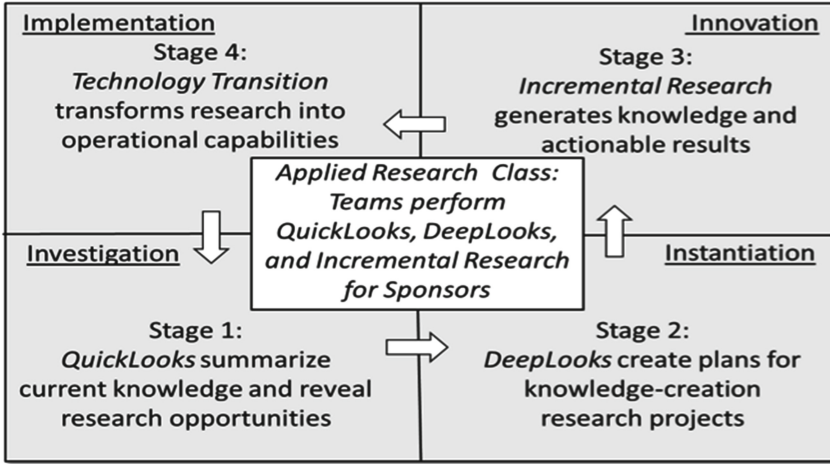 Implementation
Stage 4:
Technology Transition
transforms research into
operational capabilities
Innovation
Stage 3:
Incremental Research
generates knowledge and
actionable results
Applied Research Class:
Teams perform
QuickLooks, DeepLooks,
and Incremental Research
for Sponsors
Investigation
Stage 1:
QuickLooks summarize
current knowledge and reveal
research opportunities
Instantiation
Stage 2:
DeepLooks create plans for
knowledge-creation
research projects